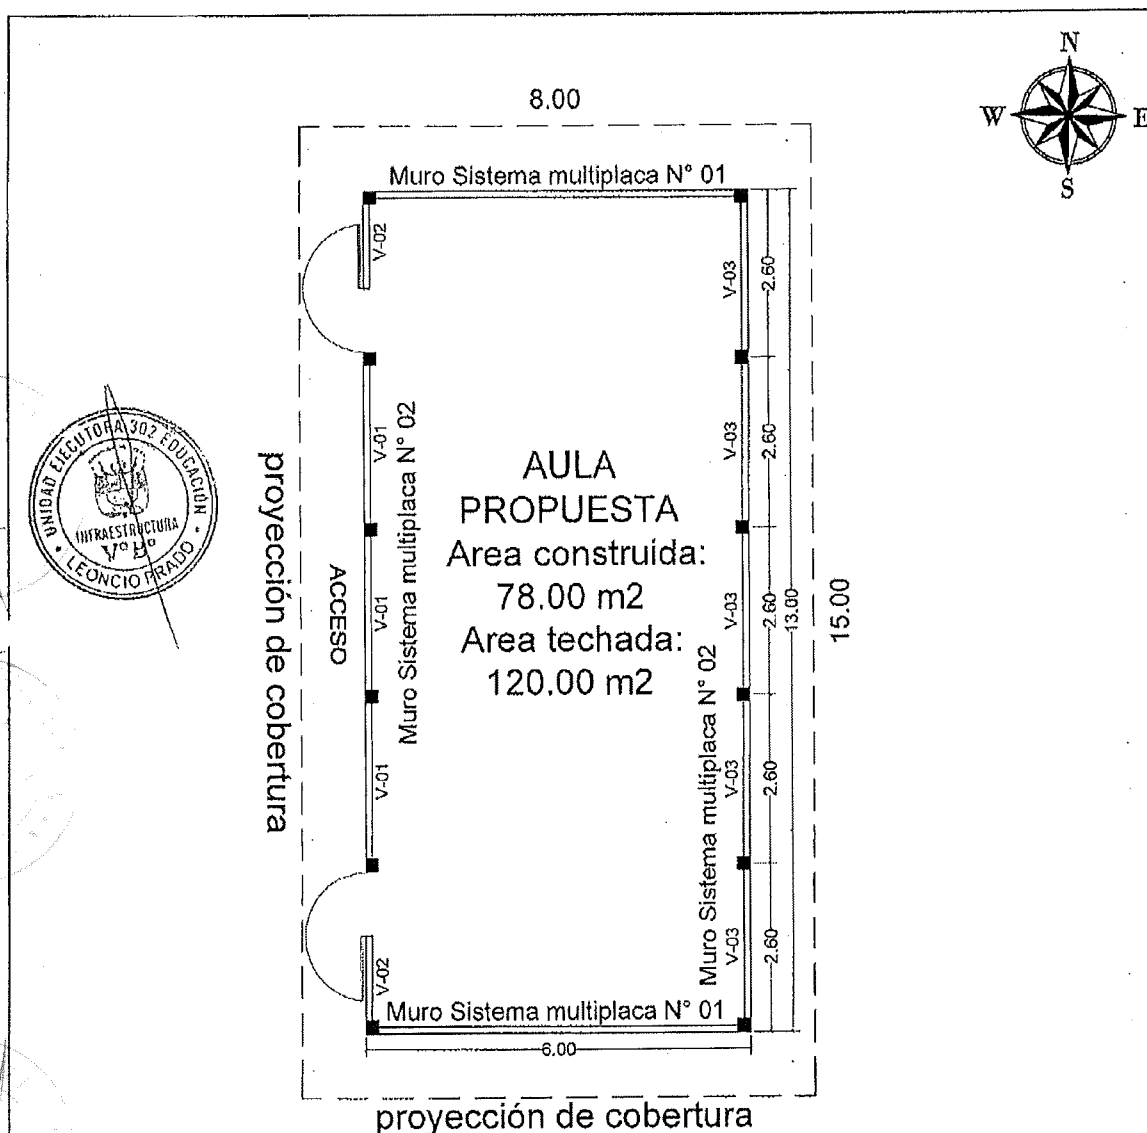 N
W
E
S
8.00
Muro Sistema multiplaca N° 01
V-02
V-03
2.60
V-01
Muro Sistema multiplaca N° 02
V-03
2.60
UNIDAD EJECUTORA 302 EDUCACIÓN
INFRAESTRUCTURA
V°B°
LEONCIO PRADO
proyección de cobertura
ACCESO
AULA
PROPUESTA
Area construida:
78.00 m2
Area techada:
120.00 m2
V-01
V-03
2.60
13.00
15.00
V-01
Muro Sistema multiplaca N° 02
V-03
2.60
V-02
V-03
2.60
Muro Sistema multiplaca N° 01
6.00
proyección de cobertura